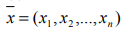 x̄ = (x₁, x₂,..., xₙ)